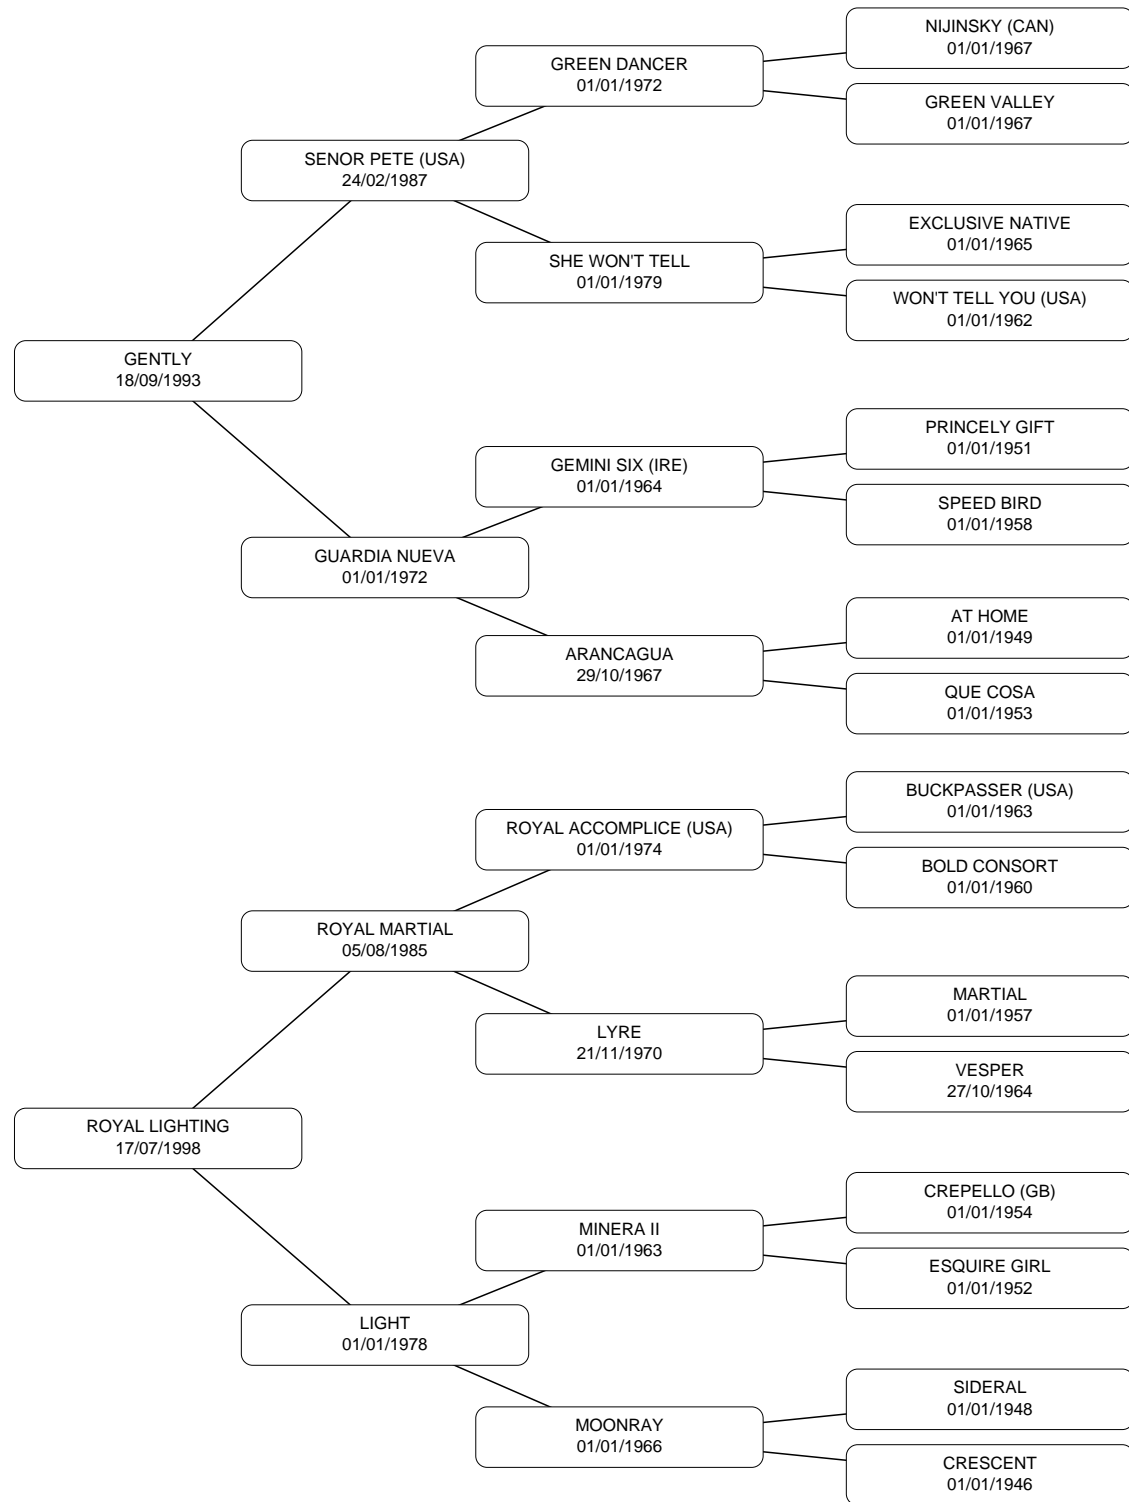 NIJINSKY (CAN)
01/01/1967
GREEN DANCER
01/01/1972
GREEN VALLEY
01/01/1967
SENOR PETE (USA)
24/02/1987
EXCLUSIVE NATIVE
01/01/1965
SHE WON'T TELL
01/01/1979
WON'T TELL YOU (USA)
01/01/1962
GENTLY
18/09/1993
PRINCELY GIFT
01/01/1951
GEMINI SIX (IRE)
01/01/1964
SPEED BIRD
01/01/1958
GUARDIA NUEVA
01/01/1972
AT HOME
01/01/1949
ARANCAGUA
29/10/1967
QUE COSA
01/01/1953
BUCKPASSER (USA)
01/01/1963
ROYAL ACCOMPLICE (USA)
01/01/1974
BOLD CONSORT
01/01/1960
ROYAL MARTIAL
05/08/1985
MARTIAL
01/01/1957
LYRE
21/11/1970
VESPER
27/10/1964
ROYAL LIGHTING
17/07/1998
CREPELLO (GB)
01/01/1954
MINERA II
01/01/1963
ESQUIRE GIRL
01/01/1952
LIGHT
01/01/1978
SIDERAL
01/01/1948
MOONRAY
01/01/1966
CRESCENT
01/01/1946